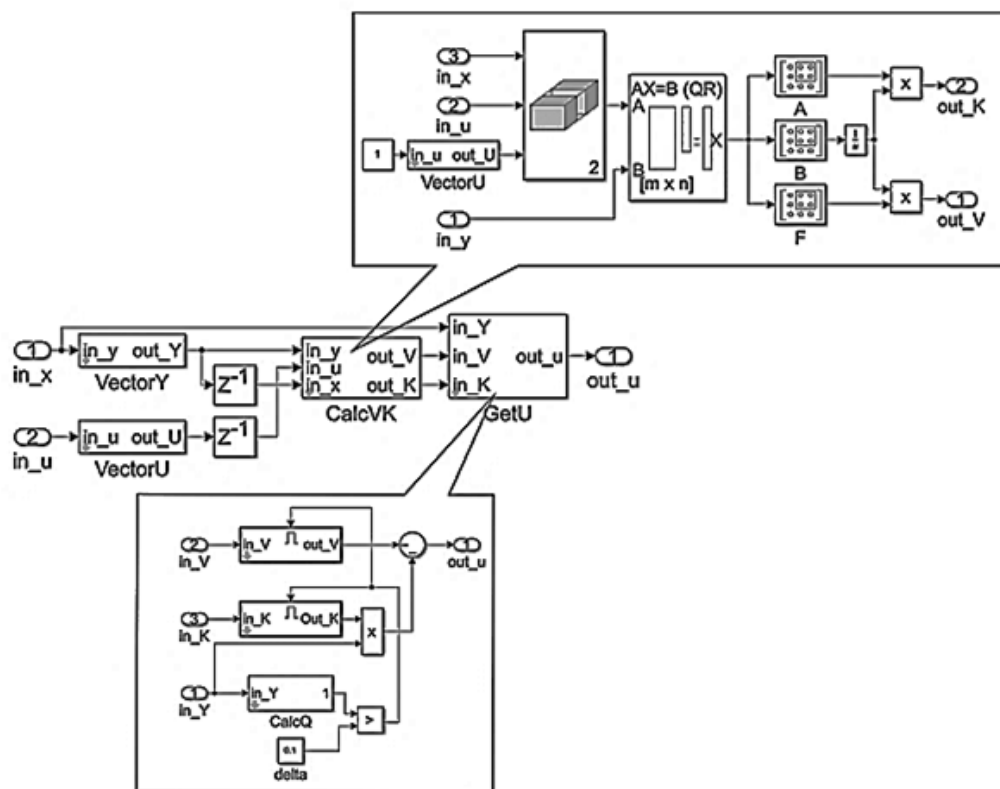 3
in_x
2
in_u
1
in_u out_U
VectorU
2
1
in_y
AX=B (QR)
A
X
B
[m x n]
A
B
F
X
2
out_K
X
1
out_V
1
in_x
in_y out_Y
VectorY
Z-1
2
in_u
in_u out_U
VectorU
Z-1
in_y out_V
in_u
in_x out_K
CalcVK
in_Y
in_V out_u
in_K
GetU
1
out_u
2
in_V
in_V out_V
1
out_u
3
in_K
in_K Out_K
x
1
in_Y
in_Y 1
CalcQ
>
0.1
delta